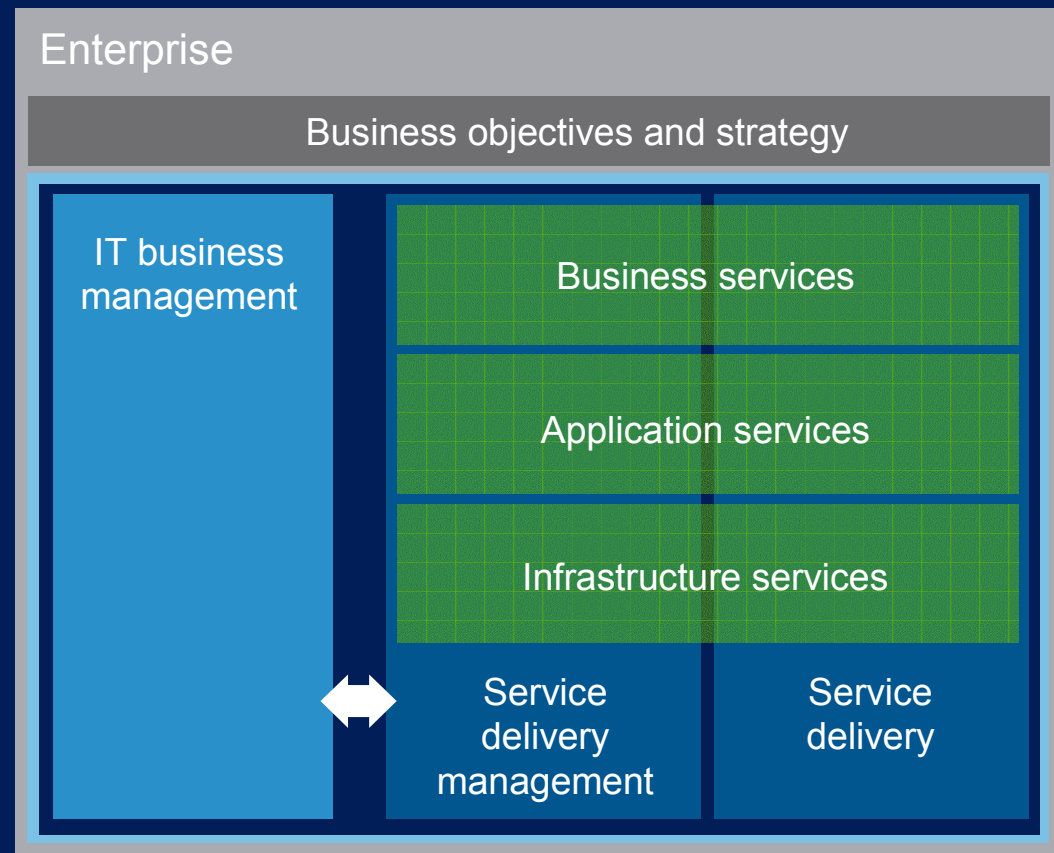 Enterprise
Business objectives and strategy
IT business
management
Business services
Application services
Infrastructure services
Service
delivery
management
Service
delivery